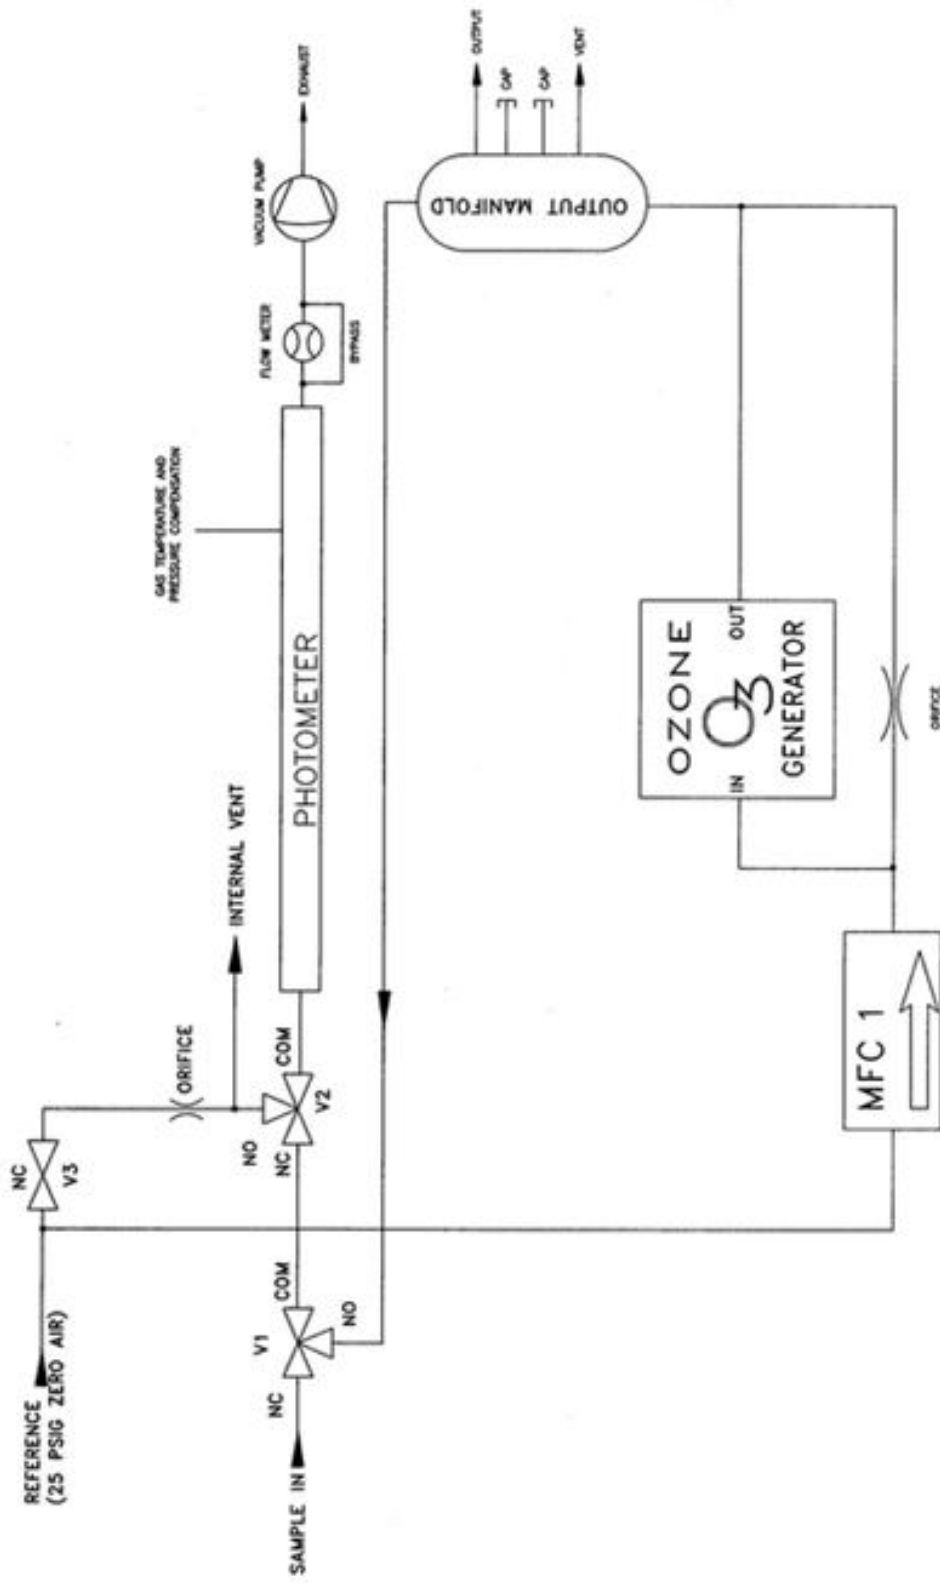 REFERENCE
(25 PSIG ZERO AIR)
NC
V3
ORIFICE
INTERNAL VENT
GAS TEMPERATURE AND
PRESSURE COMPENSATION
SAMPLE IN
NC
V1
COM
NO
NC
NO
V2
COM
PHOTOMETER
FLOW METER
BYPASS
VACUUM PUMP
EXHAUST
OUTPUT MANIFOLD
OUTPUT
CAP
CAP
VENT
MFC 1
OZONE
IN
O3
OUT
GENERATOR
ORIFICE